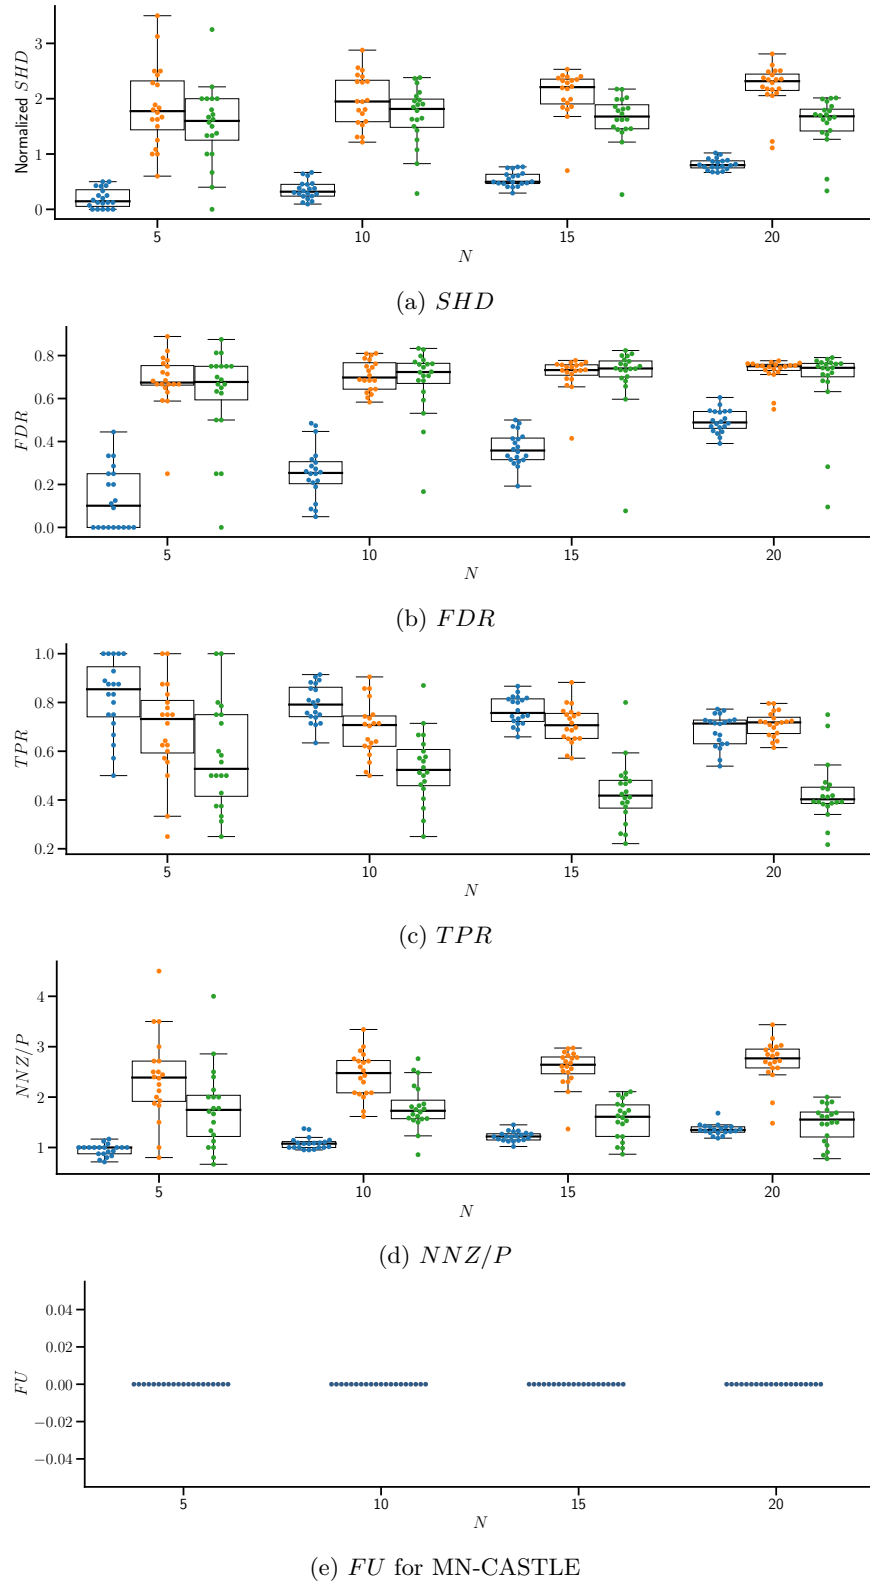 3
2
1
0
Normalized SHD
5 10 15 20
N
(a) SHD
0.8
0.6
0.4
0.2
0.0
FDR
5 10 15 20
N
(b) FDR
1.0
0.8
0.6
0.4
0.2
TPR
5 10 15 20
N
(c) TPR
4
3
2
1
NNZ/P
5 10 15 20
N
(d) NNZ/P
0.04
0.02
0.00
−0.02
−0.04
FU
5 10 15 20
N
(e) FU for MN-CASTLE